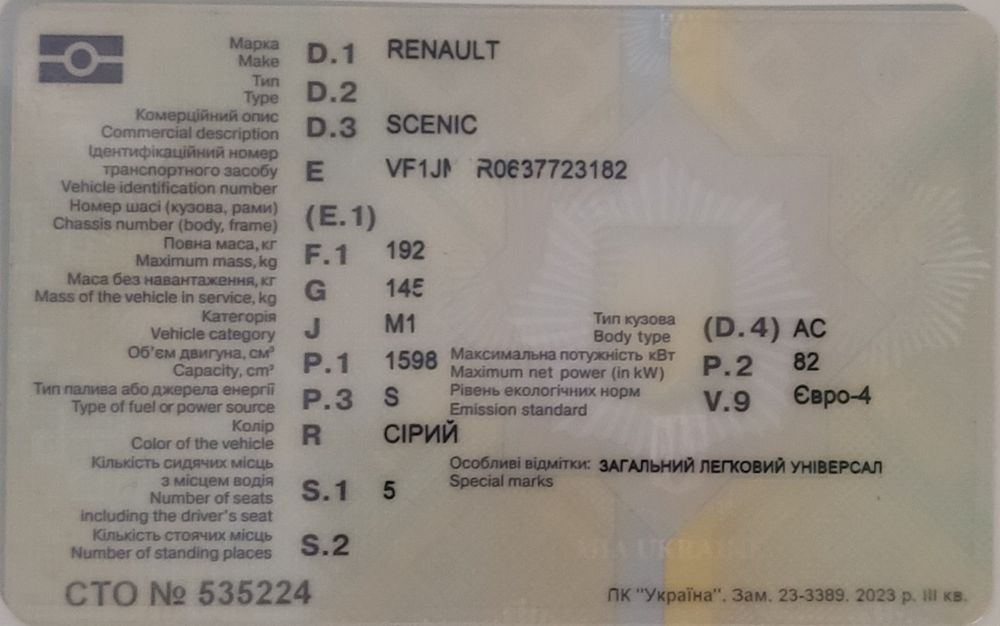 Марка D.1 RENAULT
Make
Тип D.2
Type
Комерційний опис D.3 SCENIC
Commercial description
Ідентифікаційний номер
транспортного засобу E R0637723182
Vehicle identification number
Номер шасі (кузова, рами) (E.1)
Chassis number (body, frame)
Повна маса, кг F.1 192
Maximum mass, kg
Маса без навантаження, кг G
Mass of the vehicle in service, kg
Категорія J M1
Vehicle category
Тип кузова (D.4) AC
Body type
Об'єм двигуна, см³ P.1 1598
Capacity, cm³
Максимальна потужність кВт P.2 82
Maximum net power (in kW)
Тип палива або джерела енергії P.3 S
Type of fuel or power source
Рівень екологічних норм V.9 Євро-4
Emission standard
Колір R СІРИЙ
Color of the vehicle
Кількість сидячих місць
з місцем водія S.1 5
Number of seats
including the driver's seat
Особливі відмітки: ЗАГАЛЬНИЙ ЛЕГКОВИЙ УНІВЕРСАЛ
Special marks
Кількість стоячих місць S.2
Number of standing places
СТО № 535224
ПК "Україна". Зам. 23-3389. 2023 р. III кв.